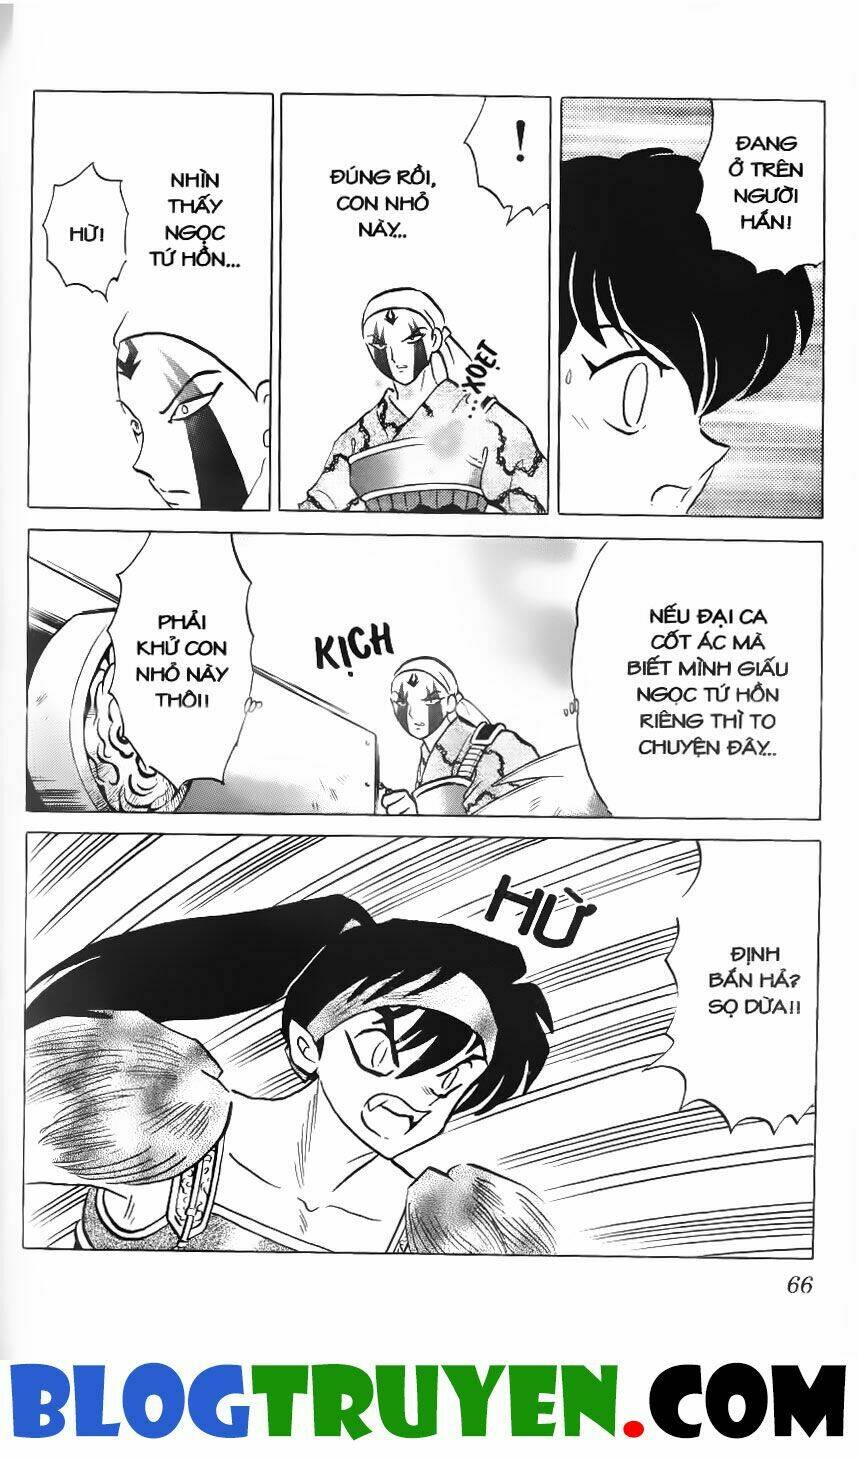 ĐANG
Ở TRÊN
NGƯỜI
HẮN!
!
ĐÚNG RỒI,
CON NHỎ
NÀY...
...XOẸT
NHÌN
THẤY
NGỌC
TỨ HỒN...
HỪ!
NẾU ĐẠI CA
CỐT ÁC MÀ
BIẾT MÌNH GIẤU
NGỌC TỨ HỒN
RIÊNG THÌ TO
CHUYỆN ĐẤY...
KỊCH
PHẢI
KHỬ CON
NHỎ NÀY
THÔI!!
HỪ
ĐỊNH
BẮN HẢ?
SỌ DỪA!!
66
BLOGTRUYEN.COM